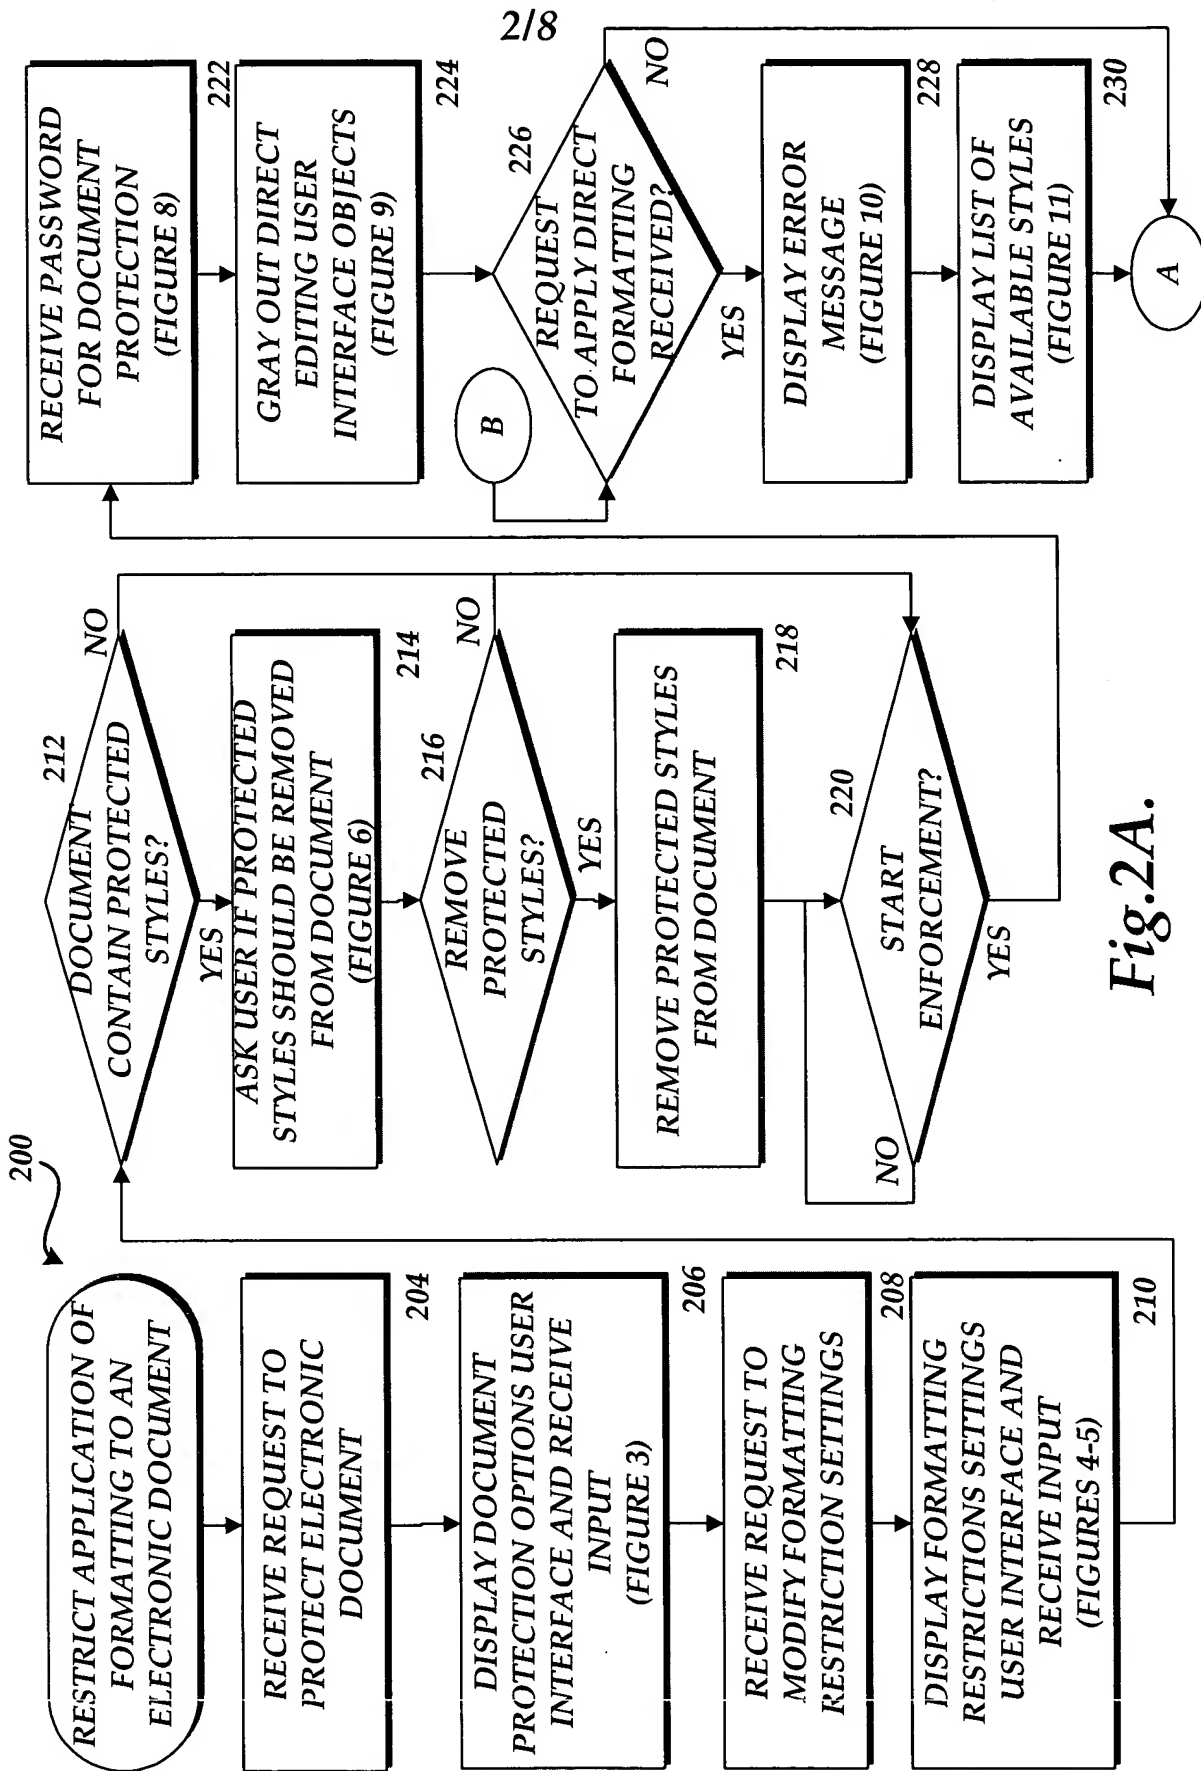 2/8
200
RESTRICT APPLICATION OF
FORMATTING TO AN
ELECTRONIC DOCUMENT
RECEIVE REQUEST TO
PROTECT ELECTRONIC
DOCUMENT
204
DISPLAY DOCUMENT
PROTECTION OPTIONS USER
INTERFACE AND RECEIVE
INPUT
(FIGURE 3)
206
RECEIVE REQUEST TO
MODIFY FORMATTING
RESTRICTION SETTINGS
208
DISPLAY FORMATTING
RESTRICTIONS SETTINGS
USER INTERFACE AND
RECEIVE INPUT
(FIGURES 4-5)
210
212
DOCUMENT
CONTAIN PROTECTED
STYLES?
NO
YES
ASK USER IF PROTECTED
STYLES SHOULD BE REMOVED
FROM DOCUMENT
(FIGURE 6)
214
216
REMOVE
PROTECTED
STYLES?
NO
YES
REMOVE PROTECTED STYLES
FROM DOCUMENT
218
220
START
ENFORCEMENT?
NO
YES
RECEIVE PASSWORD
FOR DOCUMENT
PROTECTION
(FIGURE 8)
222
GRAY OUT DIRECT
EDITING USER
INTERFACE OBJECTS
(FIGURE 9)
224
B
226
REQUEST
TO APPLY DIRECT
FORMATTING
RECEIVED?
NO
YES
DISPLAY ERROR
MESSAGE
(FIGURE 10)
228
DISPLAY LIST OF
AVAILABLE STYLES
(FIGURE 11)
230
A
Fig.2A.